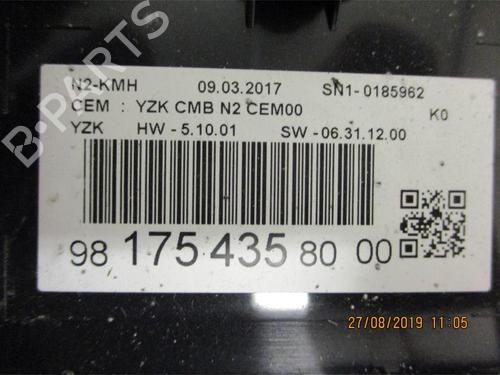 N2-KMH 09.03.2017 SN1- 0185962
CEM : YZK CMB N2 CEM00 K0
YZK HW - 5.10.01 SW - 06.31.12.00
98 175 435 80 00
27/08/2019 11:05
B-PARTS